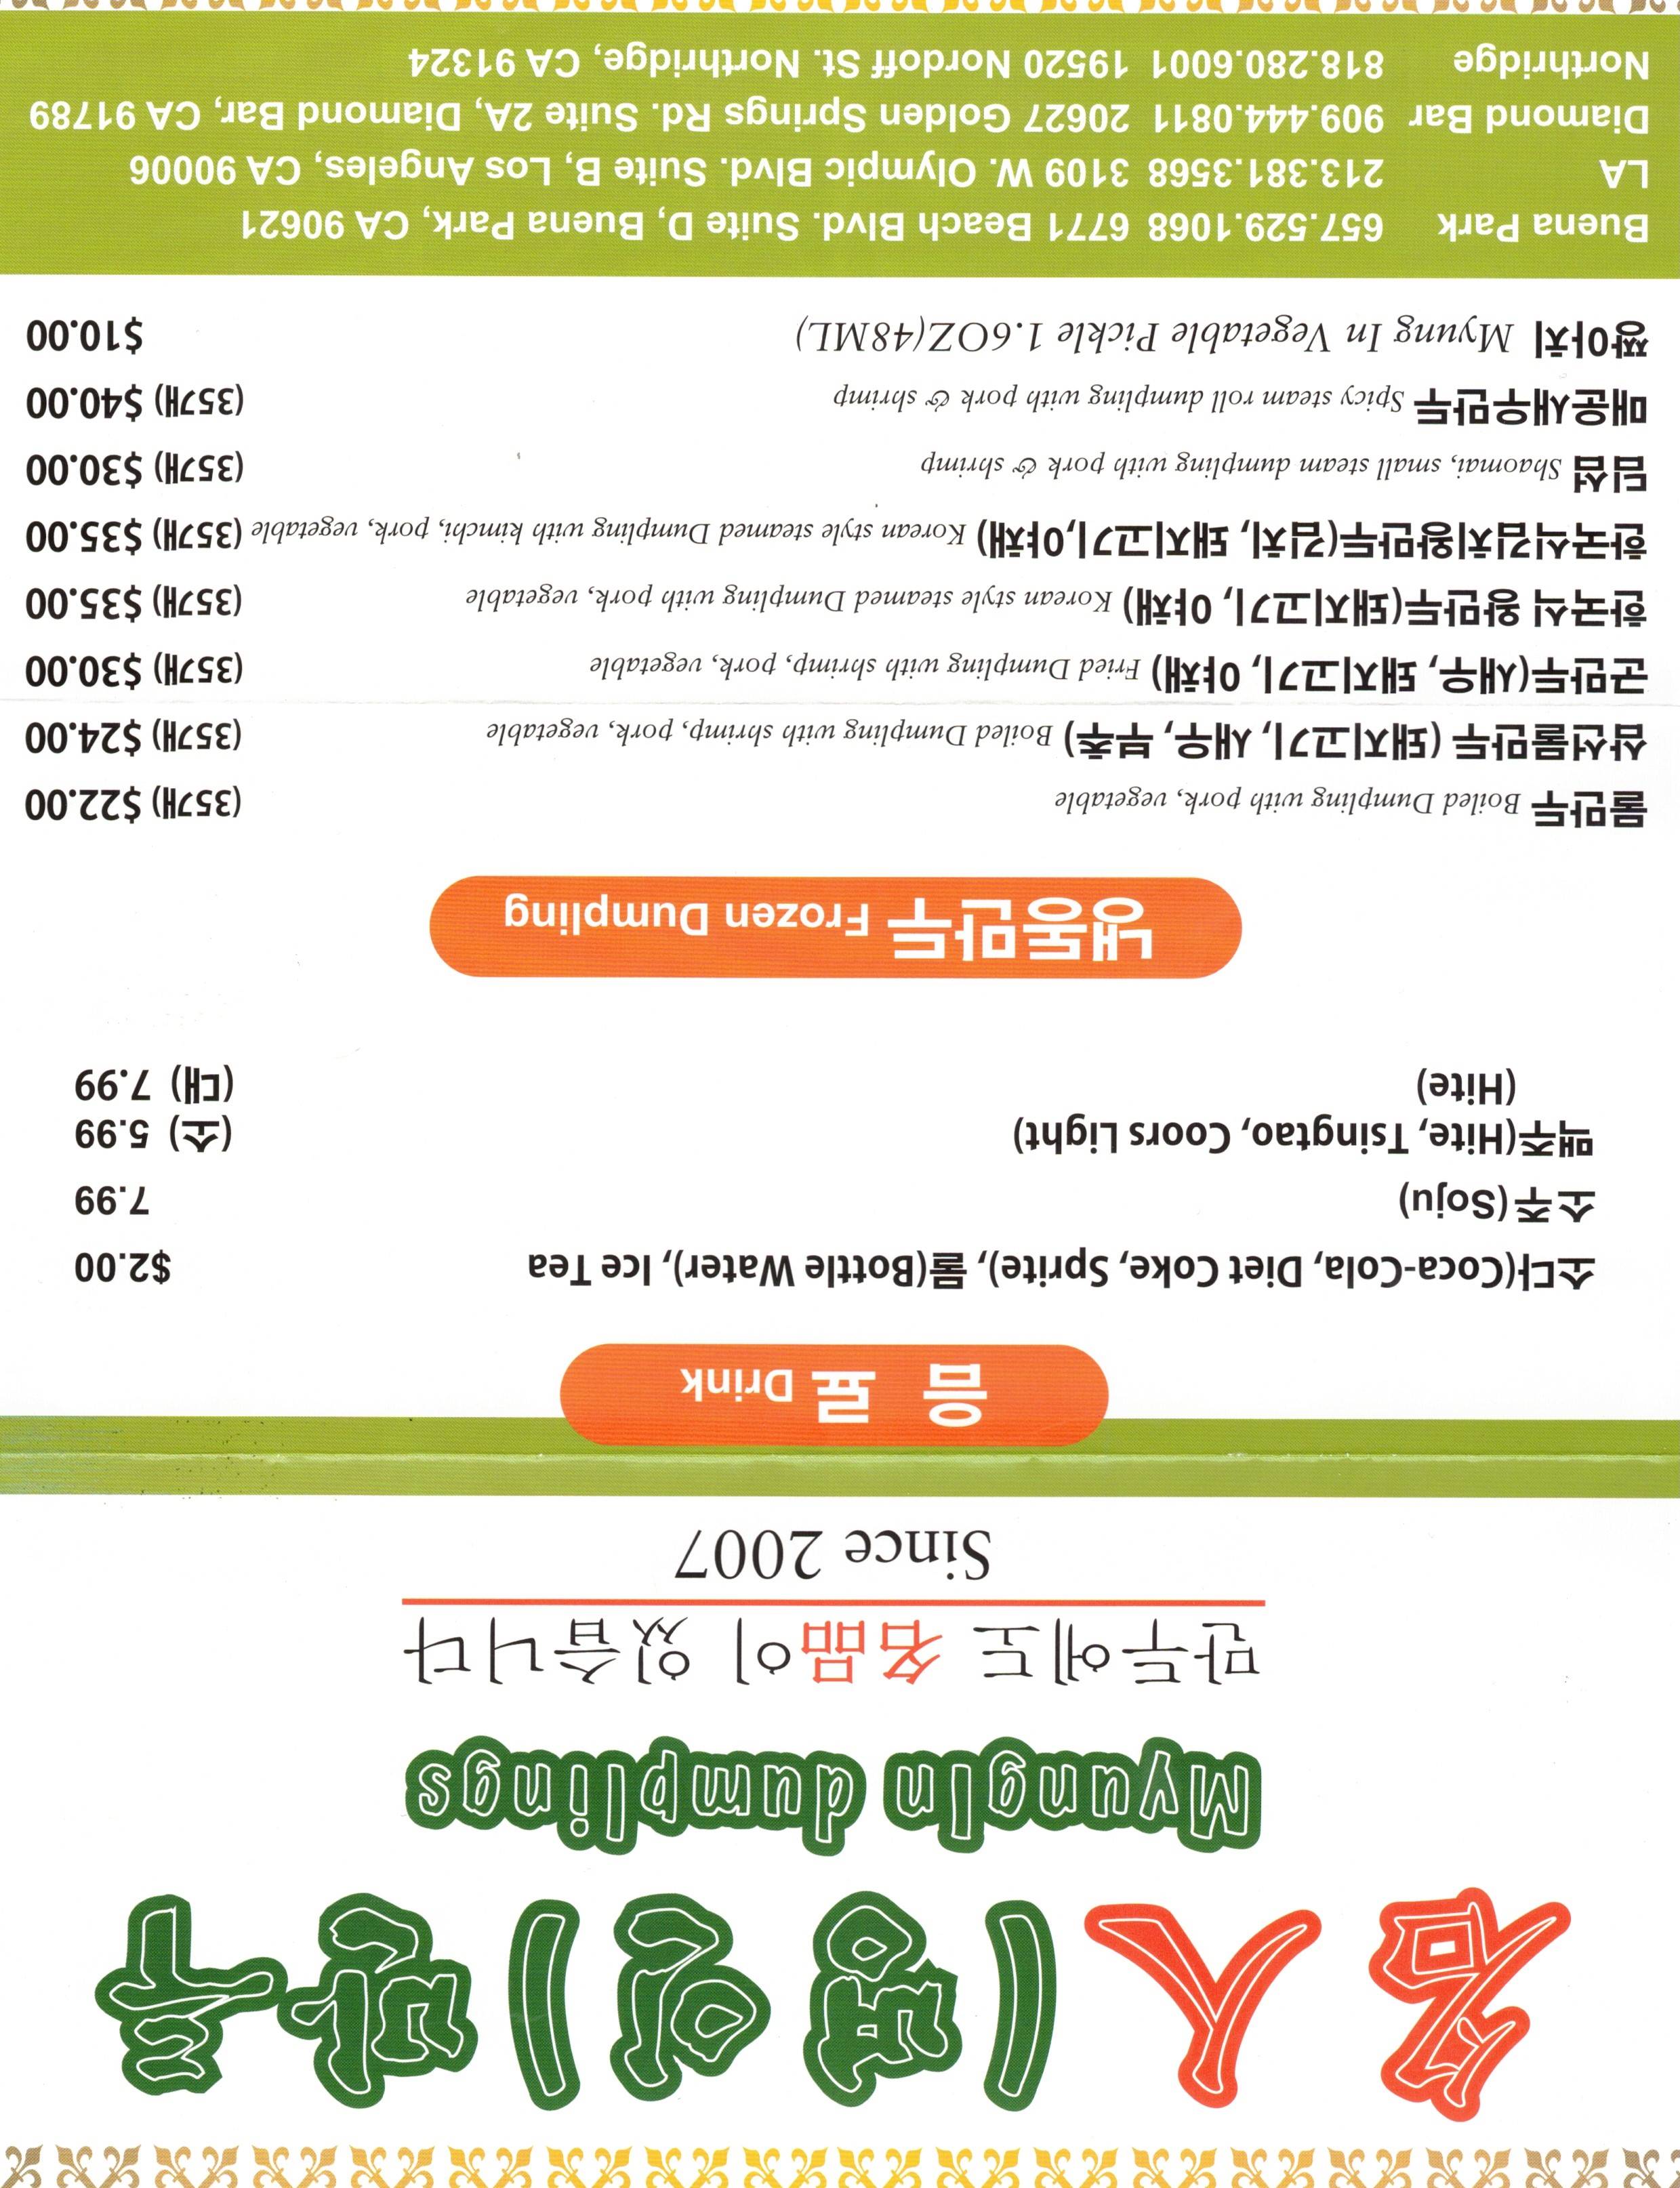 名人(명인)만두
MyungIn dumplings
만두에도 名品이 있습니다
Since 2007
음 료 Drink
소다(Coca-Cola, Diet Coke, Sprite), 물(Bottle Water), Ice Tea $2.00
소주(Soju) 7.99
맥주(Hite, Tsingtao, Coors Light) (소) 5.99
(Hite) (대) 7.99
냉동만두 Frozen Dumpling
물만두 Boiled Dumpling with pork, vegetable (35개) $22.00
삼선물만두 (돼지고기, 새우, 부추) Boiled Dumpling with shrimp, pork, vegetable (35개) $24.00
군만두(새우, 돼지고기, 야채) Fried Dumpling with shrimp, pork, vegetable (35개) $30.00
한국식 왕만두(돼지고기, 야채) Korean style steamed Dumpling with pork, vegetable (35개) $35.00
한국식김치왕만두(김치, 돼지고기,야채) Korean style steamed Dumpling with kimchi, pork, vegetable (35개) $35.00
딤섬 Shaomai, small steam dumpling with pork & shrimp (35개) $30.00
매운새우만두 Spicy steam roll dumpling with pork & shrimp (35개) $40.00
짱아치 Myung In Vegetable Pickle 1.6OZ(48ML) $10.00
Buena Park 657.529.1068 6771 Beach Blvd. Suite D, Buena Park, CA 90621
LA 213.381.3568 3109 W. Olympic Blvd. Suite B, Los Angeles, CA 90006
Diamond Bar 909.444.0811 20627 Golden Springs Rd. Suite 2A, Diamond Bar, CA 91789
Northridge 818.280.6001 19520 Nordoff St. Northridge, CA 91324